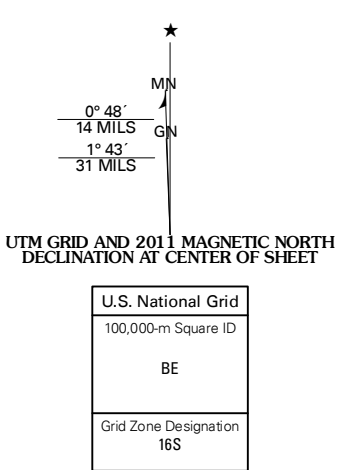 ★
MN
0° 48´
14 MILS
GN
1° 43´
31 MILS
UTM GRID AND 2011 MAGNETIC NORTH
DECLINATION AT CENTER OF SHEET
U.S. National Grid
100,000-m Square ID
BE
Grid Zone Designation
16S